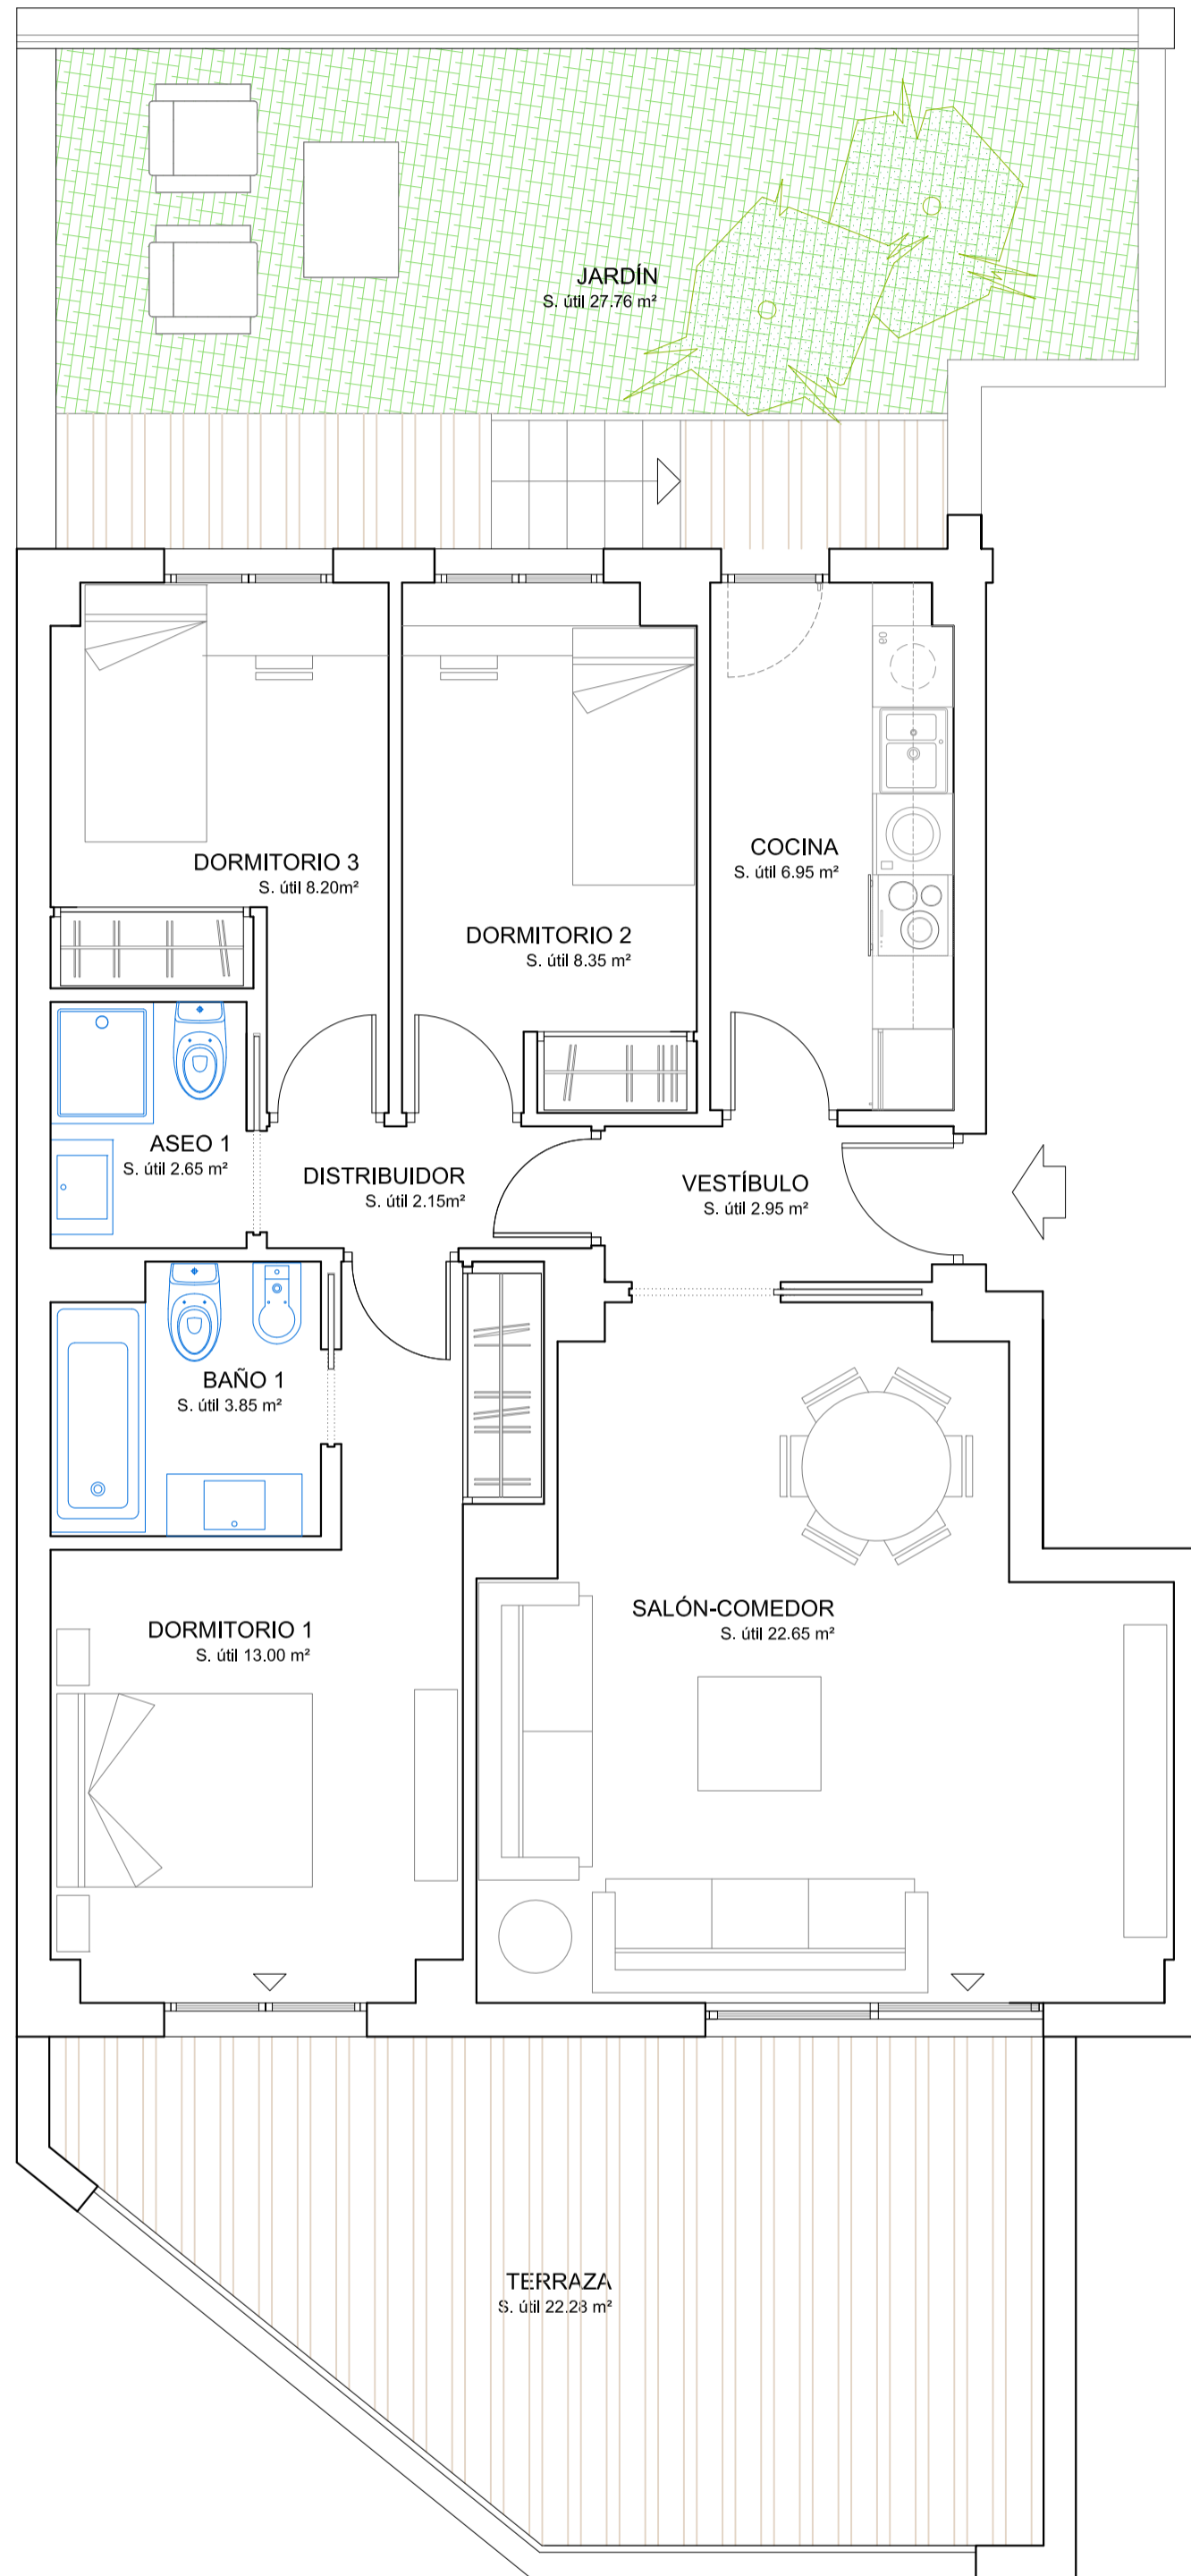 JARDÍN
S. útil 27.76 m²
COCINA
S. útil 6.95 m²
DORMITORIO 3
S. útil 8.20m²
DORMITORIO 2
S. útil 8.35 m²
ASEO 1
S. útil 2.65 m²
DISTRIBUIDOR
S. útil 2.15m²
VESTÍBULO
S. útil 2.95 m²
BAÑO 1
S. útil 3.85 m²
SALÓN-COMEDOR
S. útil 22.65 m²
DORMITORIO 1
S. útil 13.00 m²
TERRAZA
S. útil 22.28 m²